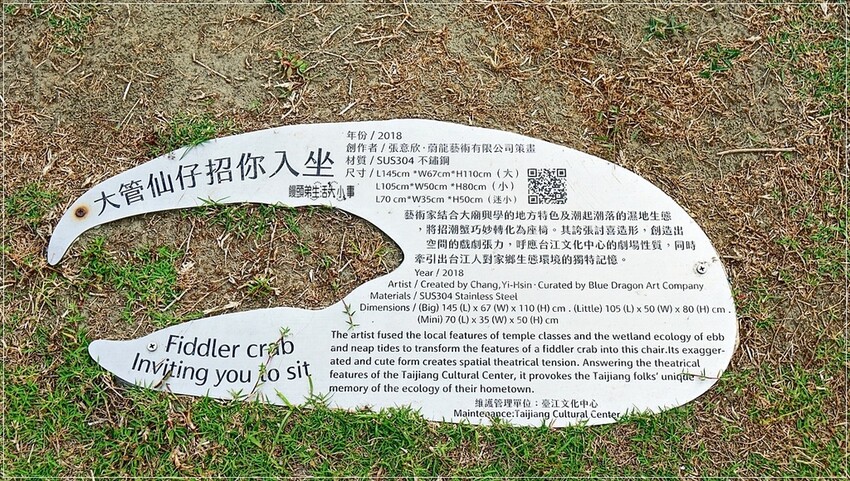 大管仙仔招你入坐
饅頭弟生活大小事
年份 / 2018
創作者 / 張意欣‧蔚龍藝術有限公司策畫
材質 / SUS304 不鏽鋼
尺寸 / L145cm *W67cm*H110cm（大）
L105cm*W50cm *H80cm（小）
L70 cm*W35cm *H50cm（迷小）
藝術家結合大廟興學的地方特色及潮起潮落的濕地生態
，將招潮蟹巧妙轉化為座椅。其誇張討喜造形，創造出
空間的戲劇張力，呼應台江文化中心的劇場性質，同時
牽引出台江人對家鄉生態環境的獨特記憶。
Year / 2018
Artist / Created by Chang,Yi-Hsin‧Curated by Blue Dragon Art Company
Materials / SUS304 Stainless Steel
Dimensions / (Big) 145 (L) x 67 (W) x 110 (H) cm . (Little) 105 (L) x 50 (W) x 80 (H) cm .
(Mini) 70 (L) x 35 (W) x 50 (H) cm
Fiddler crab
Inviting you to sit
The artist fused the local features of temple classes and the wetland ecology of ebb
and neap tides to transform the features of a fiddler crab into this chair.Its exagger-
ated and cute form creates spatial theatrical tension. Answering the theatrical
features of the Taijiang Cultural Center, it provokes the Taijiang folks' unique
memory of the ecology of their hometown.
維護管理單位：臺江文化中心
Maintenance:Taijiang Cultural Center